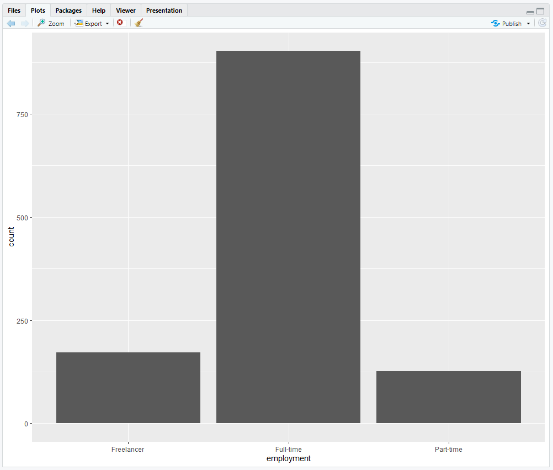 Files Plots Packages Help Viewer Presentation
Zoom Export Publish
750
500
250
0
count
Freelancer Full-time Part-time
employment